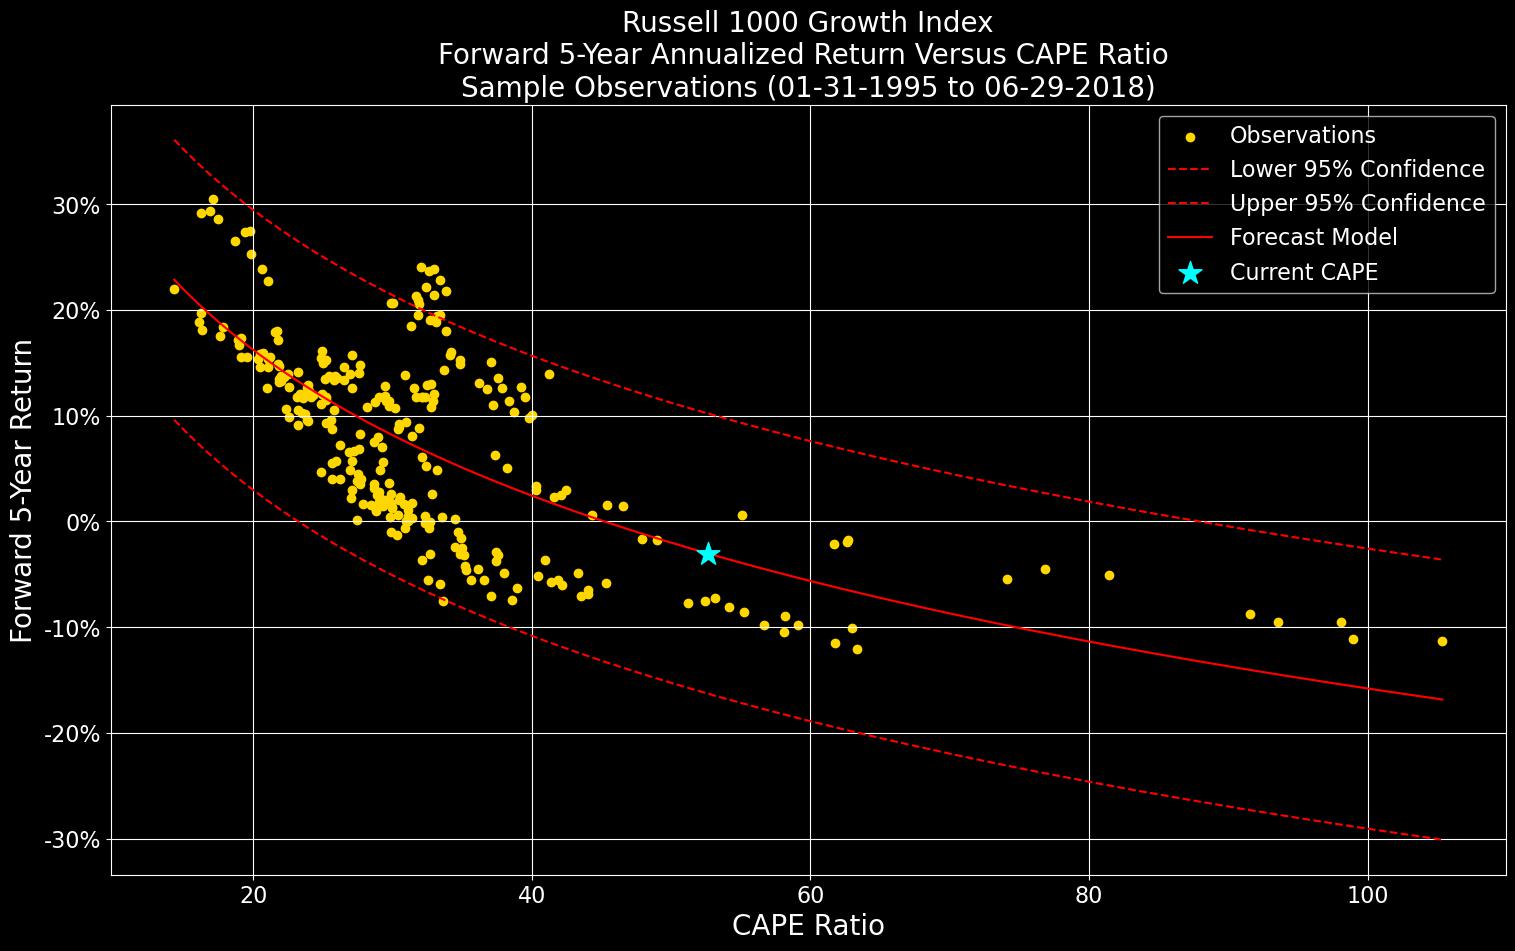 Russell 1000 Growth Index
Forward 5-Year Annualized Return Versus CAPE Ratio
Sample Observations (01-31-1995 to 06-29-2018)
Observations
Lower 95% Confidence
Upper 95% Confidence
Forecast Model
Current CAPE
Forward 5-Year Return
30%
20%
10%
0%
-10%
-20%
-30%
20 40 60 80 100
CAPE Ratio